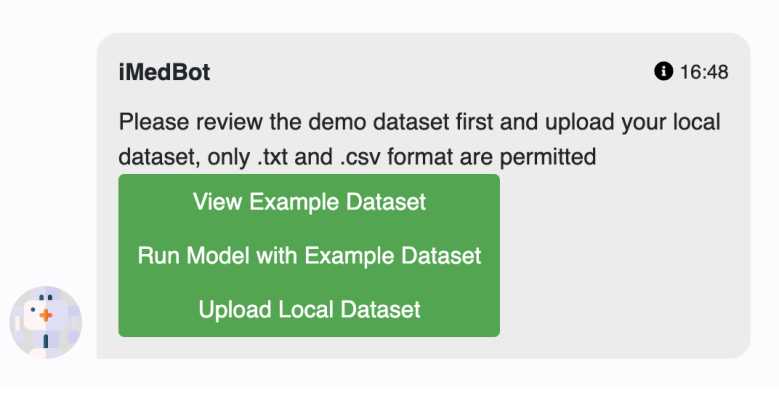 iMedBot
16:48
Please review the demo dataset first and upload your local
dataset, only .txt and .csv format are permitted
View Example Dataset
Run Model with Example Dataset
Upload Local Dataset